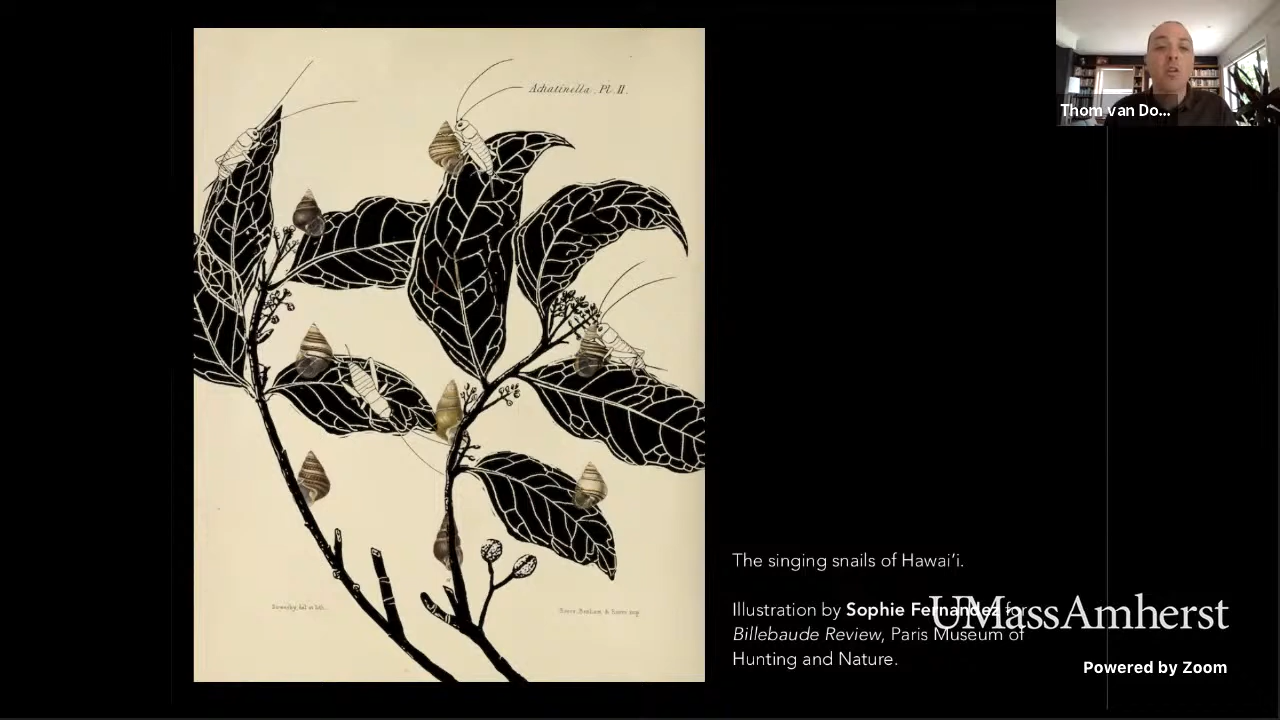 Achatinella. Pl. II.
Thom van Do...
The singing snails of Hawai'i.
Illustration by Sophie Fernandez for
Billebaude Review, Paris Museum of
Hunting and Nature.
UMassAmherst
Powered by Zoom